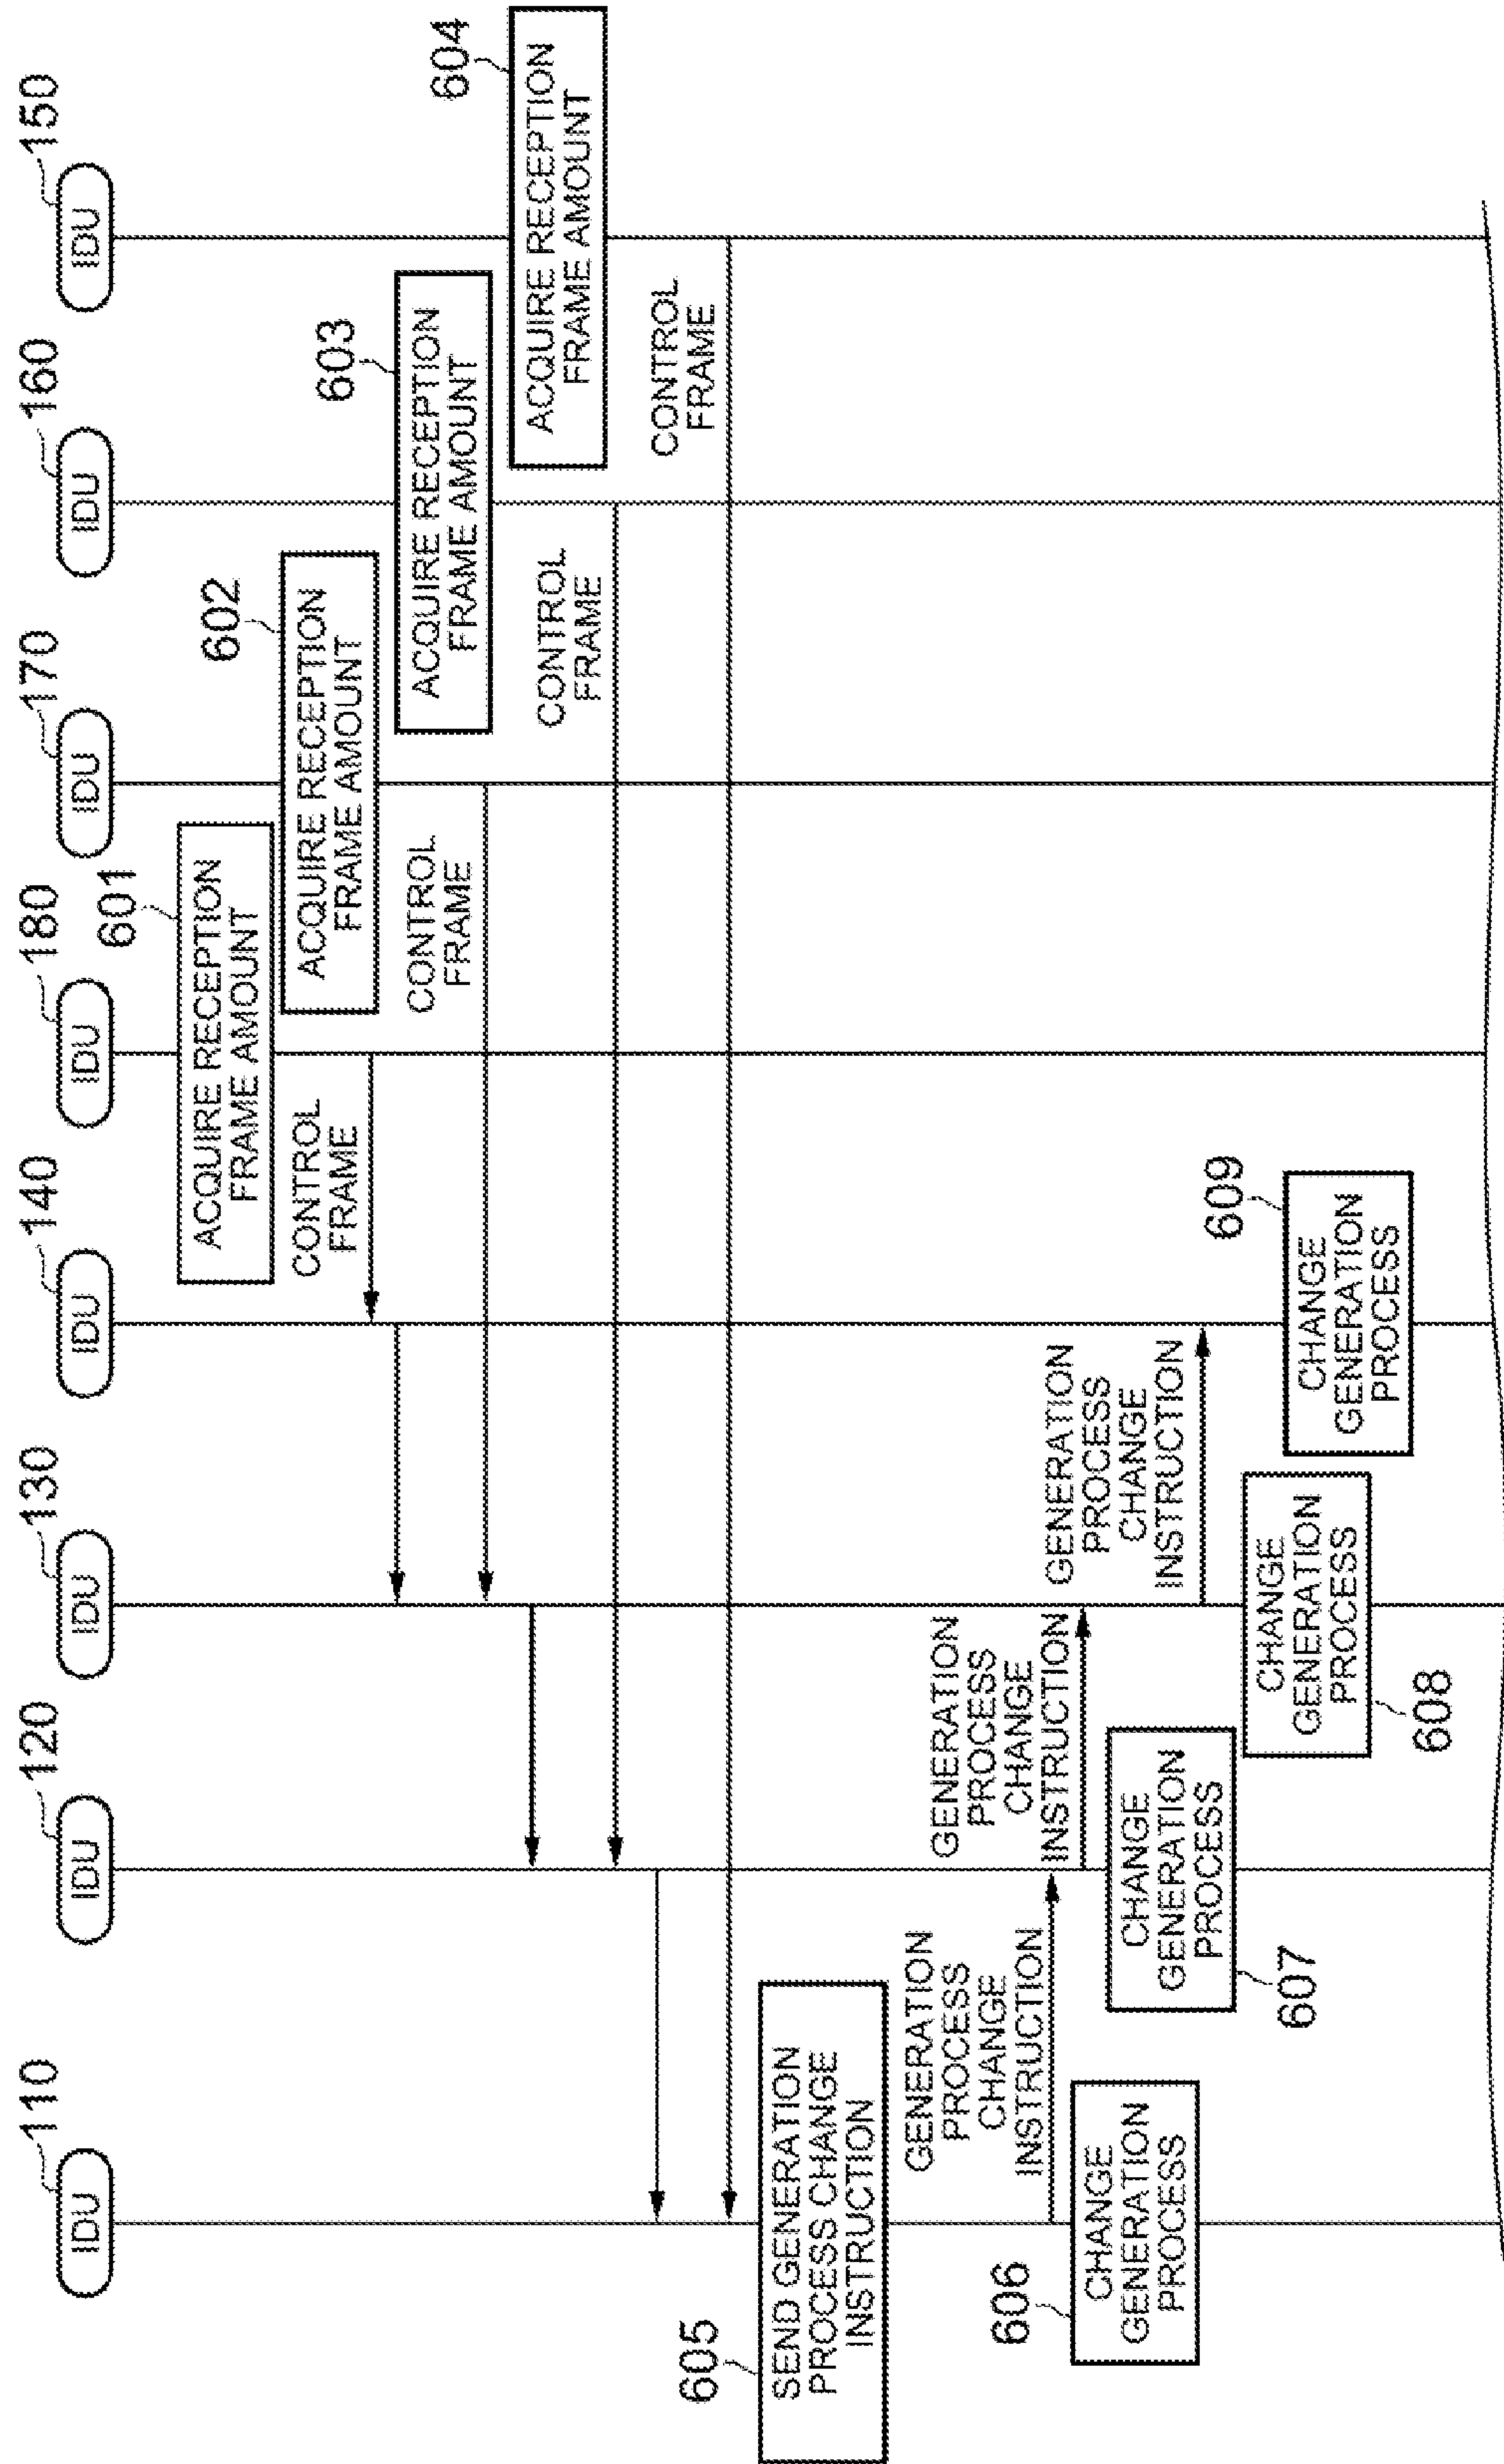 110
IDU
120
IDU
130
IDU
140
IDU
180
IDU
170
IDU
160
IDU
150
IDU
601
ACQUIRE RECEPTION
FRAME AMOUNT
602
ACQUIRE RECEPTION
FRAME AMOUNT
603
ACQUIRE RECEPTION
FRAME AMOUNT
604
ACQUIRE RECEPTION
FRAME AMOUNT
CONTROL
FRAME
CONTROL
FRAME
CONTROL
FRAME
CONTROL
FRAME
605
SEND GENERATION
PROCESS CHANGE
INSTRUCTION
GENERATION
PROCESS
CHANGE
INSTRUCTION
GENERATION
PROCESS
CHANGE
INSTRUCTION
GENERATION
PROCESS
CHANGE
INSTRUCTION
606
CHANGE
GENERATION
PROCESS
607
CHANGE
GENERATION
PROCESS
608
CHANGE
GENERATION
PROCESS
609
CHANGE
GENERATION
PROCESS